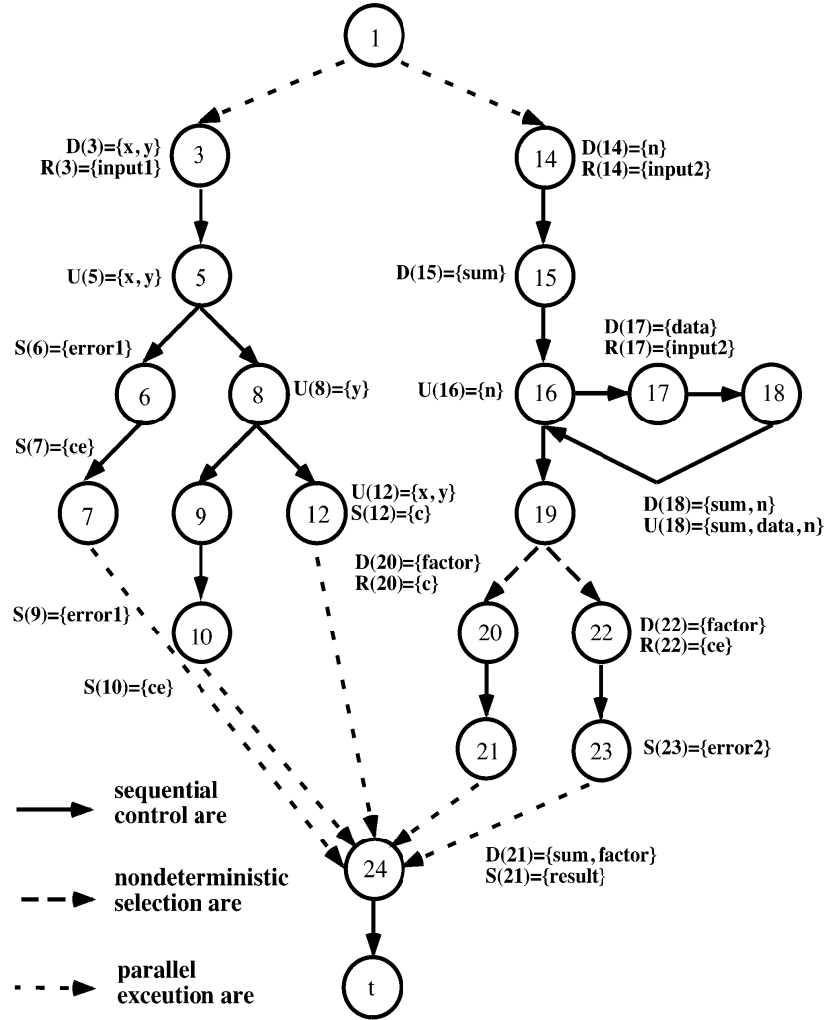 1
D(3)={x, y}
R(3)={input1}
3
14
D(14)={n}
R(14)={input2}
U(5)={x, y}
5
D(15)={sum}
15
S(6)={error1}
D(17)={data}
R(17)={input2}
6
8
U(8)={y}
U(16)={n}
16
17
18
S(7)={ce}
7
9
12
U(12)={x, y}
S(12)={c}
19
D(18)={sum, n}
U(18)={sum, data, n}
D(20)={factor}
R(20)={c}
S(9)={error1}
10
20
22
D(22)={factor}
R(22)={ce}
S(10)={ce}
21
23
S(23)={error2}
sequential
control are
24
D(21)={sum, factor}
S(21)={result}
nondeterministic
selection are
parallel
exceution are
t